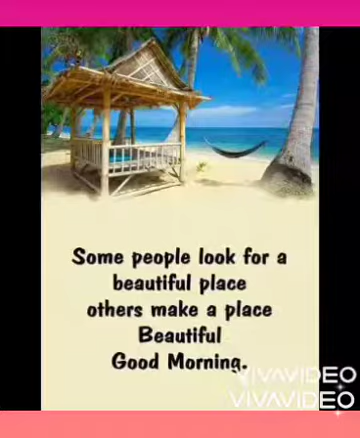 Some people look for a
beautiful place
others make a place
Beautiful
Good Morning.
VIVAVIDEO
VIVAVIDEO